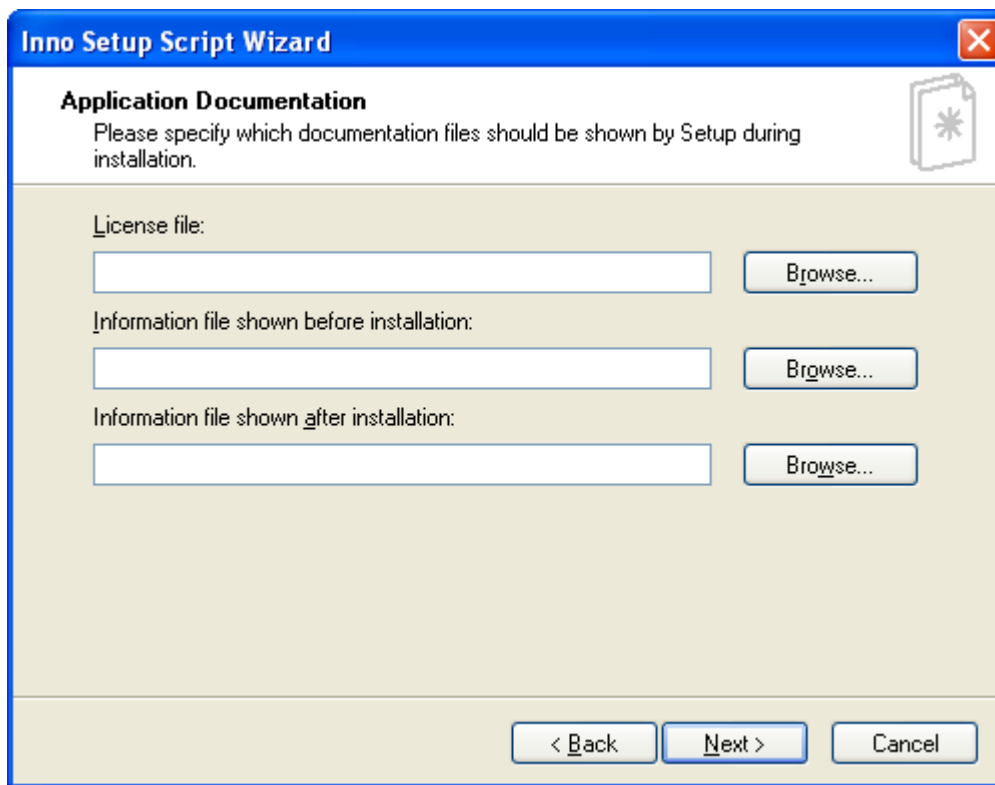 Inno Setup Script Wizard
Application Documentation
Please specify which documentation files should be shown by Setup during
installation.
License file:
Browse...
Information file shown before installation:
Browse...
Information file shown after installation:
Browse...
< Back
Next >
Cancel